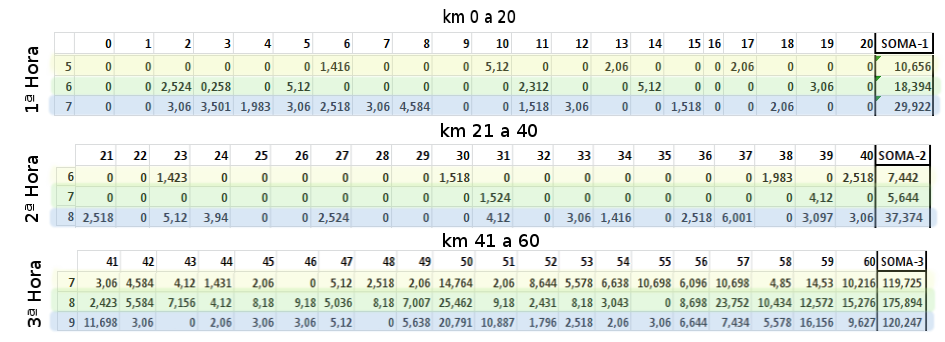 km 0 a 20
1ª Hora
0 1 2 3 4 5 6 7 8 9 10 11 12 13 14 15 16 17 18 19 20 SOMA-1
5 0 0 0 0 0 0 1,416 0 0 0 5,12 0 0 2,06 0 0 0 2,06 0 0 0 10,656
6 0 0 2,524 0,258 0 5,12 0 0 0 0 0 2,312 0 0 5,12 0 0 0 0 3,06 0 18,394
7 0 0 3,06 3,501 1,983 3,06 2,518 3,06 4,584 0 0 1,518 3,06 0 0 1,518 0 0 2,06 0 0 29,922
km 21 a 40
2ª Hora
21 22 23 24 25 26 27 28 29 30 31 32 33 34 35 36 37 38 39 40 SOMA-2
6 0 0 1,423 0 0 0 0 0 0 1,518 0 0 0 0 0 0 0 1,983 0 2,518 7,442
7 0 0 0 0 0 0 0 0 0 0 1,524 0 0 0 0 0 0 0 4,12 0 5,644
8 2,518 0 5,12 3,94 0 0 2,524 0 0 0 4,12 0 3,06 1,416 0 2,518 6,001 0 3,097 3,06 37,374
km 41 a 60
3ª Hora
41 42 43 44 45 46 47 48 49 50 51 52 53 54 55 56 57 58 59 60 SOMA-3
7 3,06 4,584 4,12 1,431 2,06 0 5,12 2,518 2,06 14,764 2,06 8,644 5,578 6,638 10,698 6,096 10,698 4,85 14,53 10,216 119,725
8 2,423 5,584 7,156 4,12 8,18 9,18 5,036 8,18 7,007 25,462 9,18 2,431 8,18 3,043 0 8,698 23,752 10,434 12,572 15,276 175,894
9 11,698 3,06 0 2,06 3,06 3,06 5,12 0 5,638 20,791 10,887 1,796 2,518 2,06 3,06 6,644 7,434 5,578 16,156 9,627 120,247